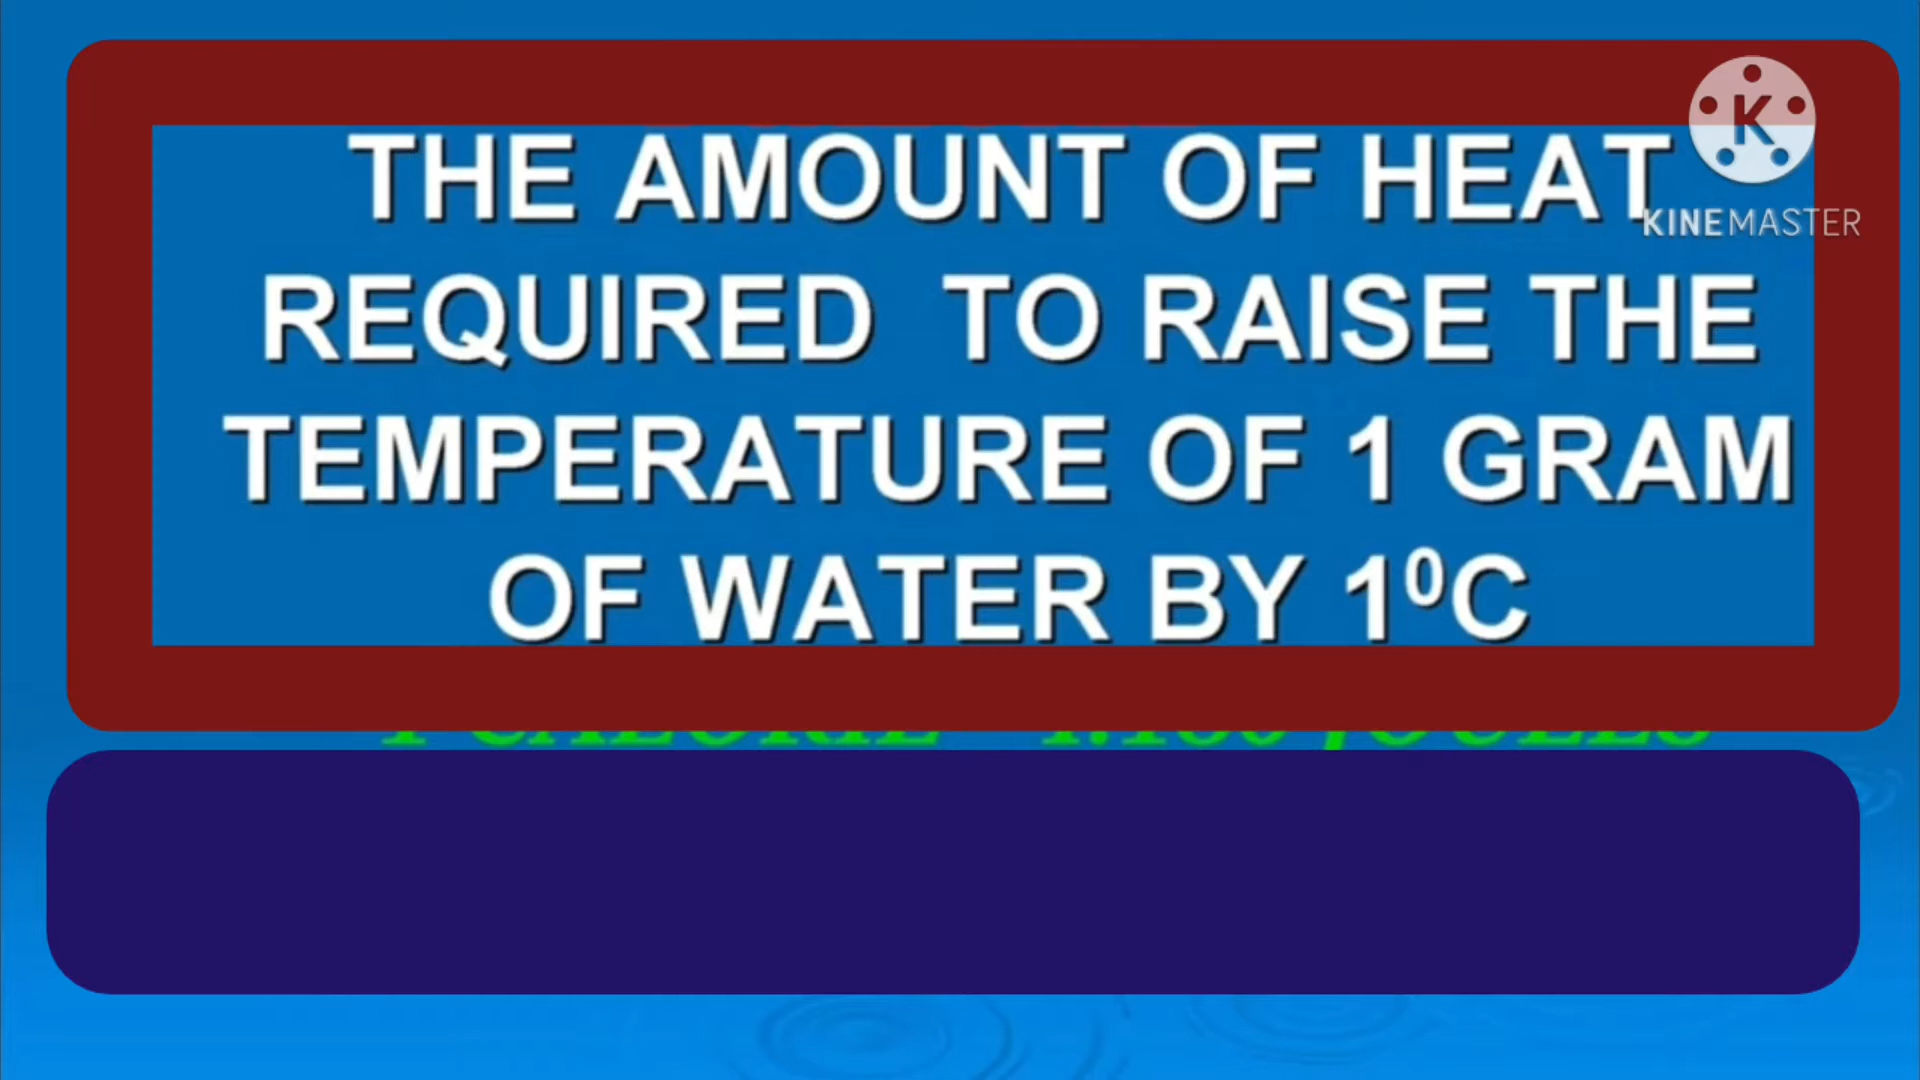 THE AMOUNT OF HEAT
KINEMASTER
REQUIRED TO RAISE THE
TEMPERATURE OF 1 GRAM
OF WATER BY 1⁰C